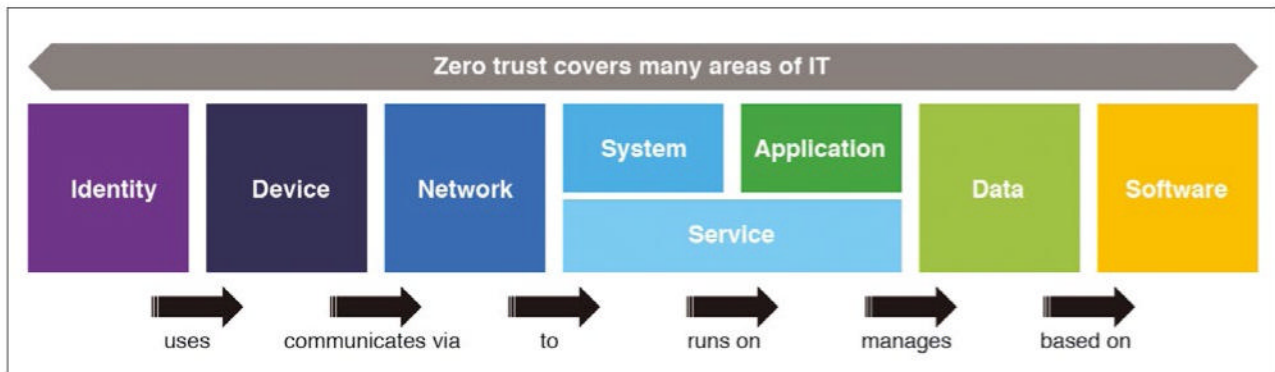 Zero trust covers many areas of IT
Identity
Device
Network
System
Application
Service
Data
Software
uses
communicates via
to
runs on
manages
based on